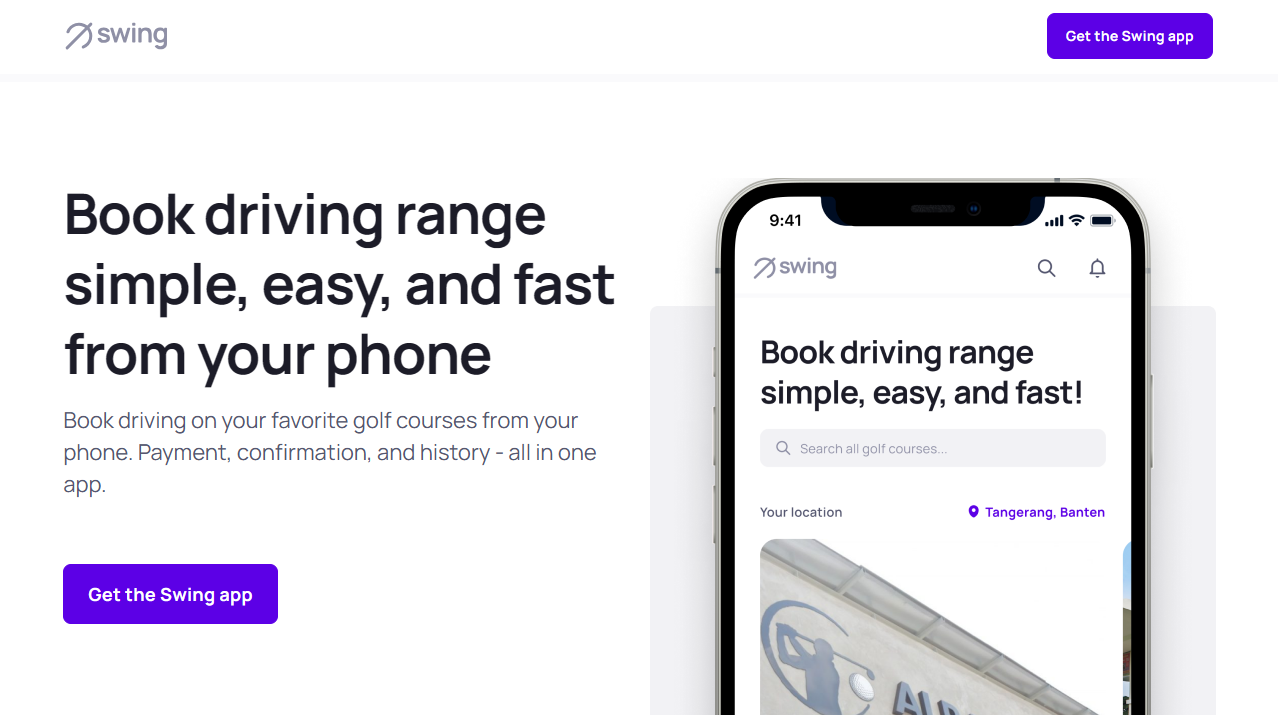 swing
Get the Swing app
Book driving range
simple, easy, and fast
from your phone
Book driving on your favorite golf courses from your
phone. Payment, confirmation, and history - all in one
app.
Get the Swing app
9:41
swing
Book driving range
simple, easy, and fast!
Search all golf courses...
Your location
Tangerang, Banten